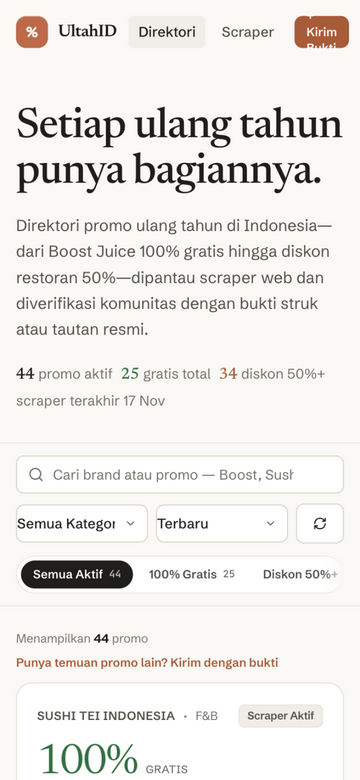 % UltahID Direktori Scraper
Kirim
Bukti
Setiap ulang tahun
punya bagiannya.
Direktori promo ulang tahun di Indonesia—
dari Boost Juice 100% gratis hingga diskon
restoran 50%—dipantau scraper web dan
diverifikasi komunitas dengan bukti struk
atau tautan resmi.
44 promo aktif 25 gratis total 34 diskon 50%+
scraper terakhir 17 Nov
Cari brand atau promo — Boost, Sush
Semua Kategor Terbaru
Semua Aktif 44 100% Gratis 25 Diskon 50%+
Menampilkan 44 promo
Punya temuan promo lain? Kirim dengan bukti
SUSHI TEI INDONESIA · F&B Scraper Aktif
100% GRATIS